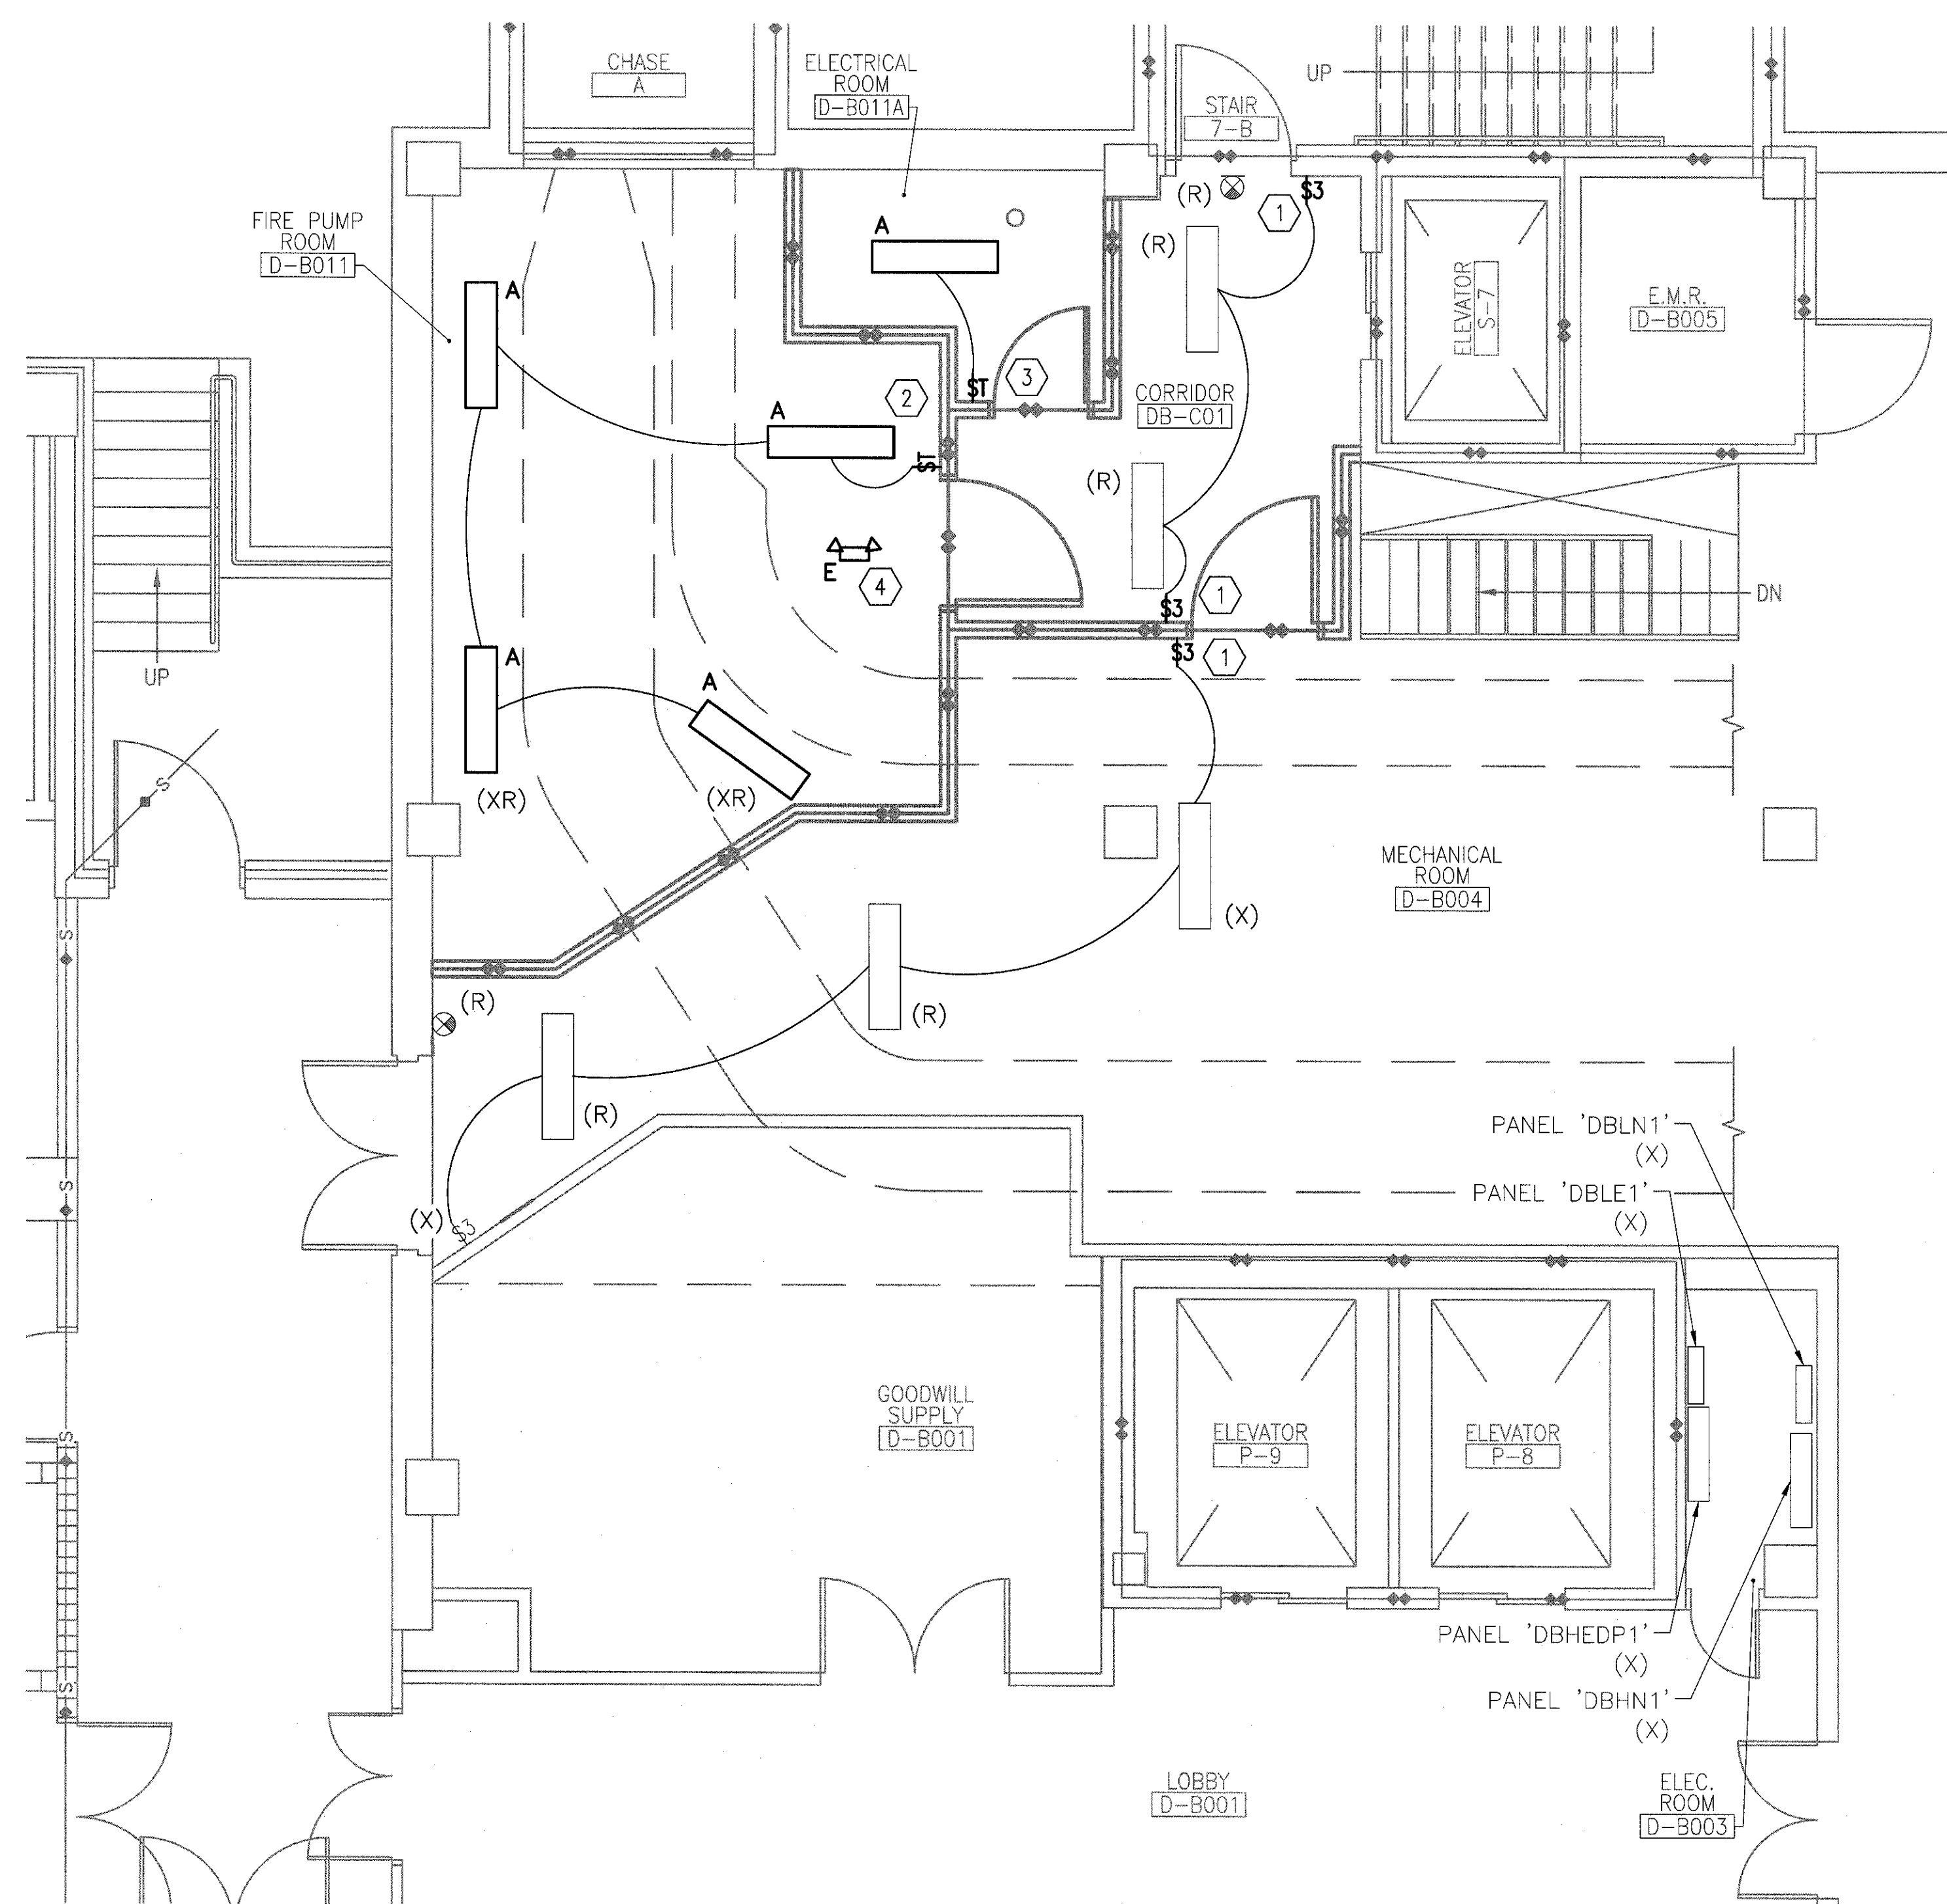 CHASE
A
ELECTRICAL
ROOM
D-B011A
UP
STAIR
7-B
FIRE PUMP
ROOM
D-B011
(R)
1
$3
A
(R)
A
ELEVATOR
S-7
E.M.R.
D-B005
$T
3
2
CORRIDOR
DB-C01
A
$T
(R)
E
4
1
$3
DN
$3
1
UP
A
A
S
(XR)
(XR)
MECHANICAL
ROOM
D-B004
(X)
S
(R)
(R)
(R)
PANEL 'DBLN1'
(X)
S
PANEL 'DBLE1'
(X)
(X)
$3
GOODWILL
SUPPLY
D-B001
ELEVATOR
P-9
ELEVATOR
P-8
S
PANEL 'DBHEDP1'
(X)
S
PANEL 'DBHN1'
(X)
LOBBY
D-B001
ELEC.
ROOM
D-B003